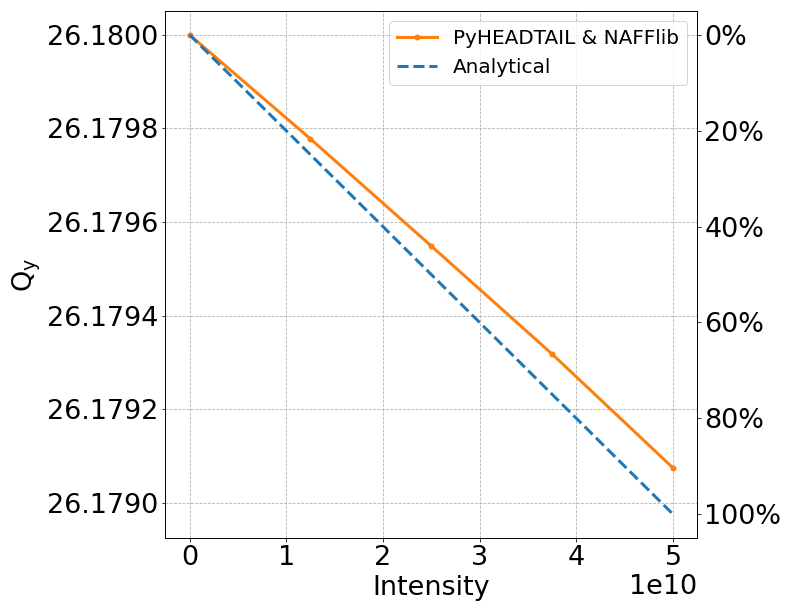 PyHEADTAIL & NAFFlib
Analytical
26.1800
26.1798
26.1796
26.1794
26.1792
26.1790
Qy
0%
20%
40%
60%
80%
100%
0 1 2 3 4 5
1e10
Intensity